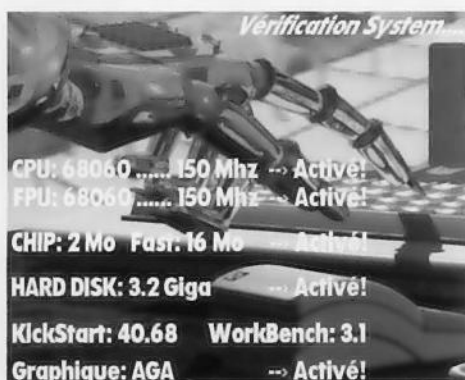 Vérification System....
CPU: 68060 ...... 150 Mhz --> Activé!
FPU: 68060 ...... 150 Mhz --> Activé!
CHIP: 2 Mo Fast: 16 Mo --> Activé!
HARD DISK: 3.2 Giga --> Activé!
KickStart: 40.68 WorkBench: 3.1
Graphique: AGA --> Activé!